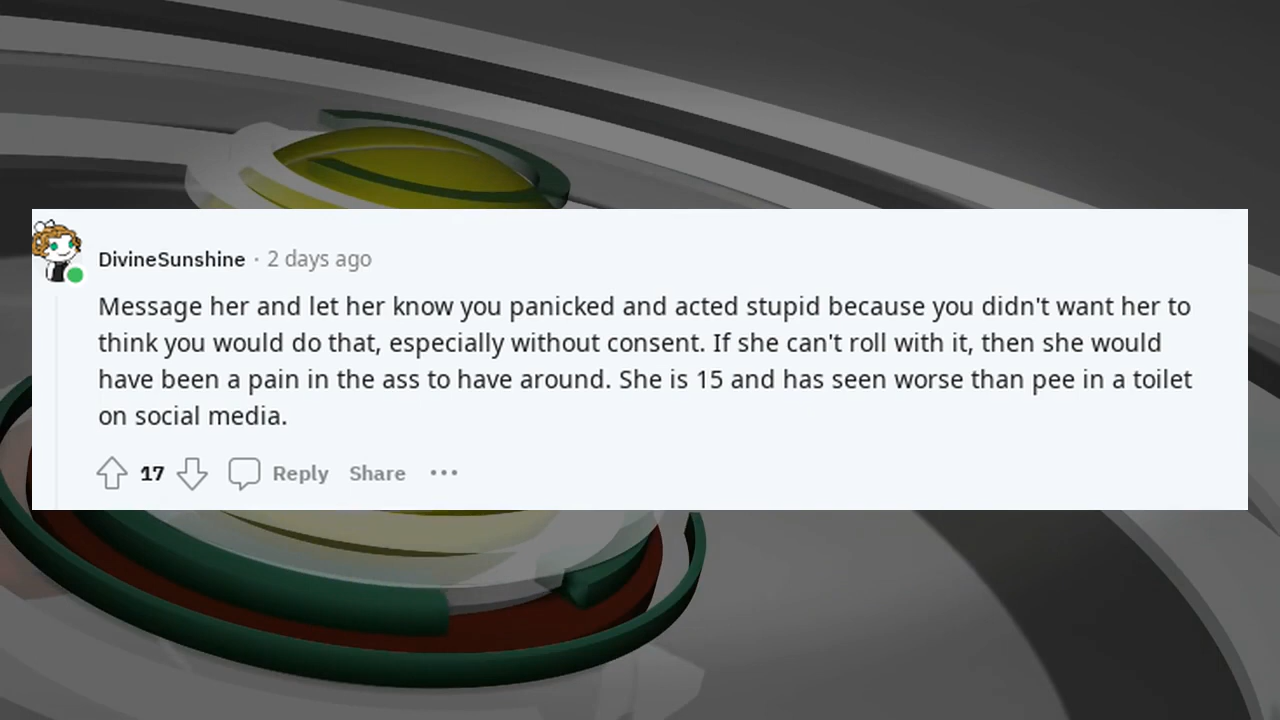 DivineSunshine · 2 days ago
Message her and let her know you panicked and acted stupid because you didn't want her to
think you would do that, especially without consent. If she can't roll with it, then she would
have been a pain in the ass to have around. She is 15 and has seen worse than pee in a toilet
on social media.
17 Reply Share ···